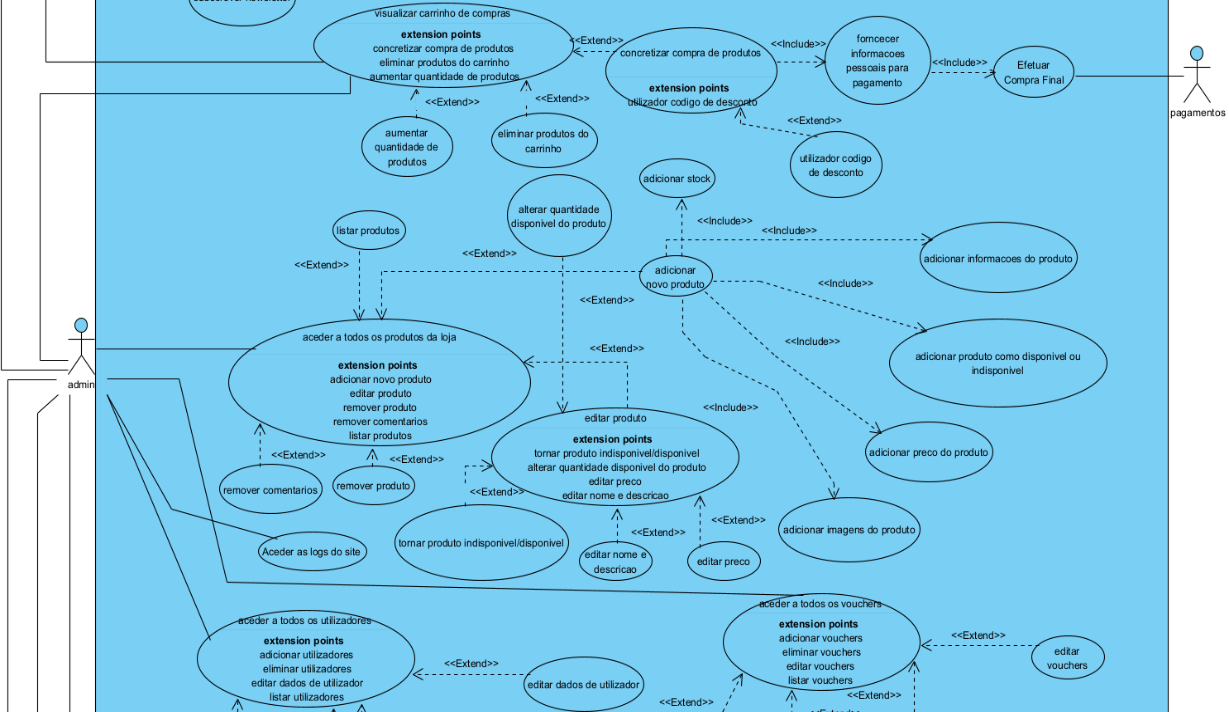 subscrever newsletter
visualizar carrinho de compras
extension points
concretizar compra de produtos
eliminar produtos do carrinho
aumentar quantidade de produtos
<<Extend>>
concretizar compra de produtos
extension points
utilizador codigo de desconto
<<Include>>
forncecer
informacoes
pessoais para
pagamento
<<Include>>
Efetuar
Compra Final
pagamentos
<<Extend>>
<<Extend>>
aumentar
quantidade de
produtos
eliminar produtos do
carrinho
<<Extend>>
utilizador codigo
de desconto
adicionar stock
alterar quantidade
disponivel do produto
listar produtos
<<Include>>
<<Include>>
<<Extend>>
<<Extend>>
adicionar
novo produto
adicionar informacoes do produto
<<Include>>
<<Extend>>
<<Include>>
<<Extend>>
adicionar produto como disponivel ou
indisponivel
admin
aceder a todos os produtos da loja
extension points
adicionar novo produto
editar produto
remover produto
remover comentarios
listar produtos
<<Include>>
editar produto
extension points
tornar produto indisponivel/disponivel
alterar quantidade disponivel do produto
editar preco
editar nome e descricao
adicionar preco do produto
<<Extend>>
<<Extend>>
remover comentarios
remover produto
<<Extend>>
<<Extend>>
<<Extend>>
adicionar imagens do produto
tornar produto indisponivel/disponivel
Aceder as logs do site
editar nome e
descricao
editar preco
aceder a todos os utilizadores
extension points
adicionar utilizadores
eliminar utilizadores
editar dados de utilizador
listar utilizadores
<<Extend>>
editar dados de utilizador
aceder a todos os vouchers
extension points
adicionar vouchers
eliminar vouchers
editar vouchers
listar vouchers
<<Extend>>
editar
vouchers
<<Extend>>
<<Extend>>
<<Extend>>